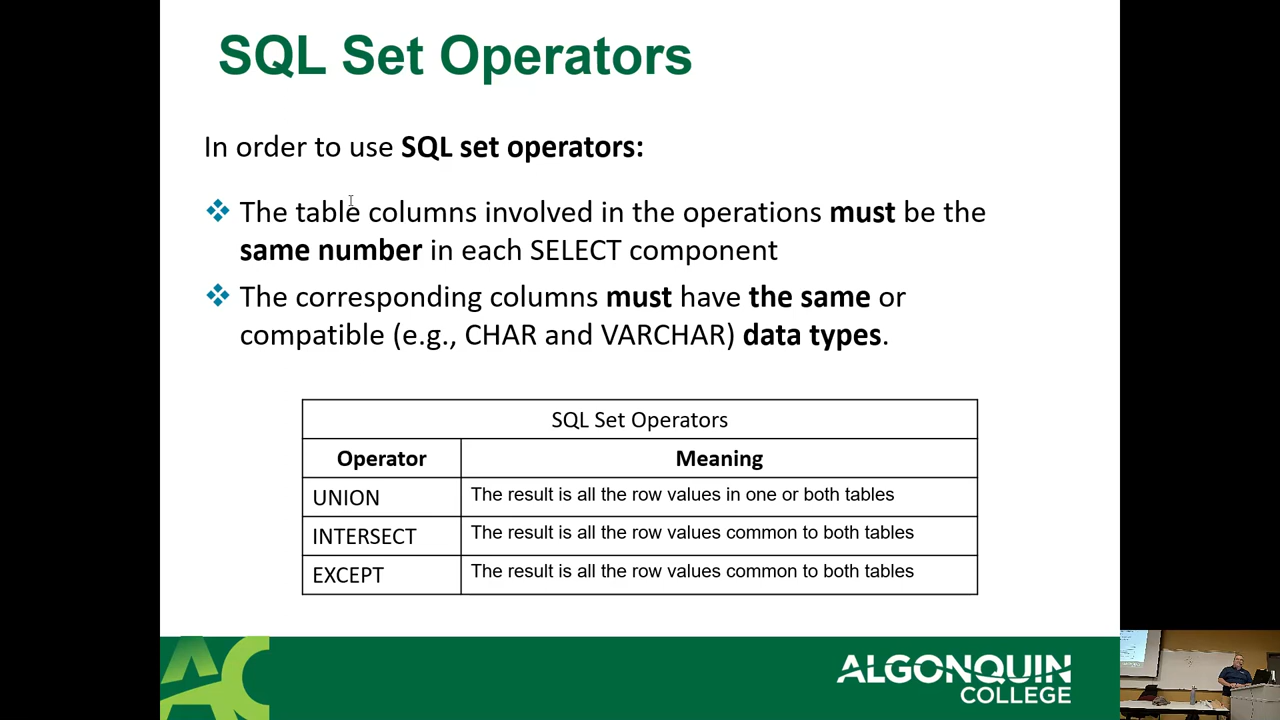 SQL Set Operators
In order to use SQL set operators:
The table columns involved in the operations must be the
same number in each SELECT component
The corresponding columns must have the same or
compatible (e.g., CHAR and VARCHAR) data types.
SQL Set Operators
Operator Meaning
UNION The result is all the row values in one or both tables
INTERSECT The result is all the row values common to both tables
EXCEPT The result is all the row values common to both tables
AC
ALGONQUIN
COLLEGE